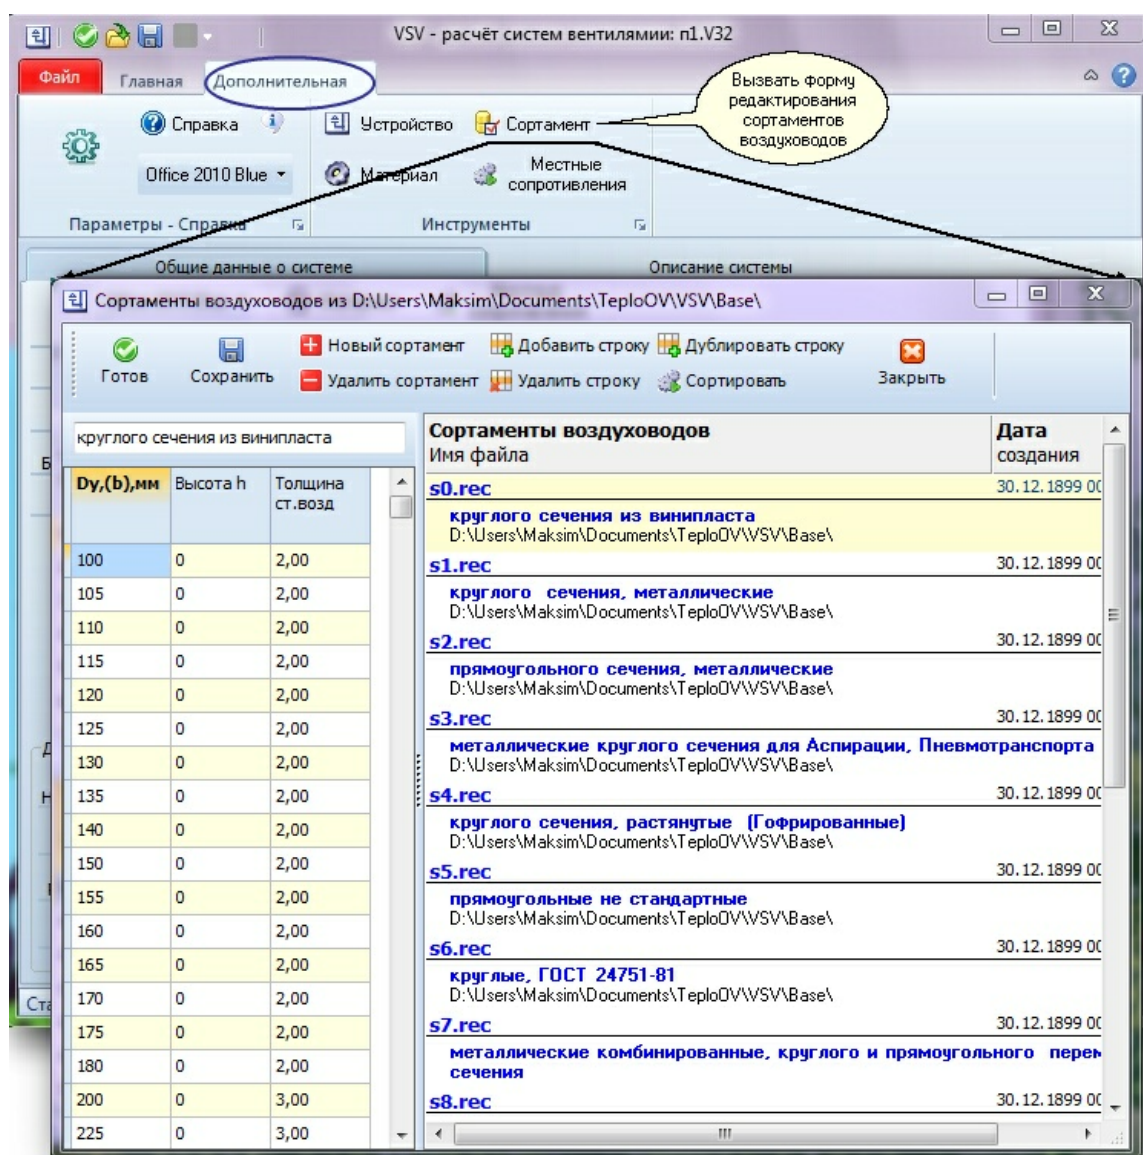 VSV - расчёт систем вентилямии: п1.V32
Файл Главная Дополнительная
Вызвать форму
редактирования
сортаментов
воздуховодов
Справка Устройство Сортамент
Office 2010 Blue Материал Местные
сопротивления
Параметры - Справка Инструменты
Общие данные о системе Описание системы
Сортаменты воздуховодов из D:\Users\Maksim\Documents\TeploOV\VSV\Base\
Новый сортамент Добавить строку Дублировать строку
Готов Сохранить Удалить сортамент Удалить строку Сортировать Закрыть
круглого сечения из винипласта
Dy,(b),мм Высота h Толщина
ст.возд
100 0 2,00
105 0 2,00
110 0 2,00
115 0 2,00
120 0 2,00
125 0 2,00
130 0 2,00
135 0 2,00
140 0 2,00
150 0 2,00
155 0 2,00
160 0 2,00
165 0 2,00
170 0 2,00
175 0 2,00
180 0 2,00
200 0 3,00
225 0 3,00
Сортаменты воздуховодов Дата
Имя файла создания
s0.rec 30.12.1899 00
круглого сечения из винипласта
D:\Users\Maksim\Documents\TeploOV\VSV\Base\
s1.rec 30.12.1899 00
круглого сечения, металлические
D:\Users\Maksim\Documents\TeploOV\VSV\Base\
s2.rec 30.12.1899 00
прямоугольного сечения, металлические
D:\Users\Maksim\Documents\TeploOV\VSV\Base\
s3.rec 30.12.1899 00
металлические круглого сечения для Аспирации, Пневмотранспорта
D:\Users\Maksim\Documents\TeploOV\VSV\Base\
s4.rec 30.12.1899 00
круглого сечения, растянутые (Гофрированные)
D:\Users\Maksim\Documents\TeploOV\VSV\Base\
s5.rec 30.12.1899 00
прямоугольные не стандартные
D:\Users\Maksim\Documents\TeploOV\VSV\Base\
s6.rec 30.12.1899 00
круглые, ГОСТ 24751-81
D:\Users\Maksim\Documents\TeploOV\VSV\Base\
s7.rec 30.12.1899 00
металлические комбинированные, круглого и прямоугольного
сечения
s8.rec 30.12.1899 00